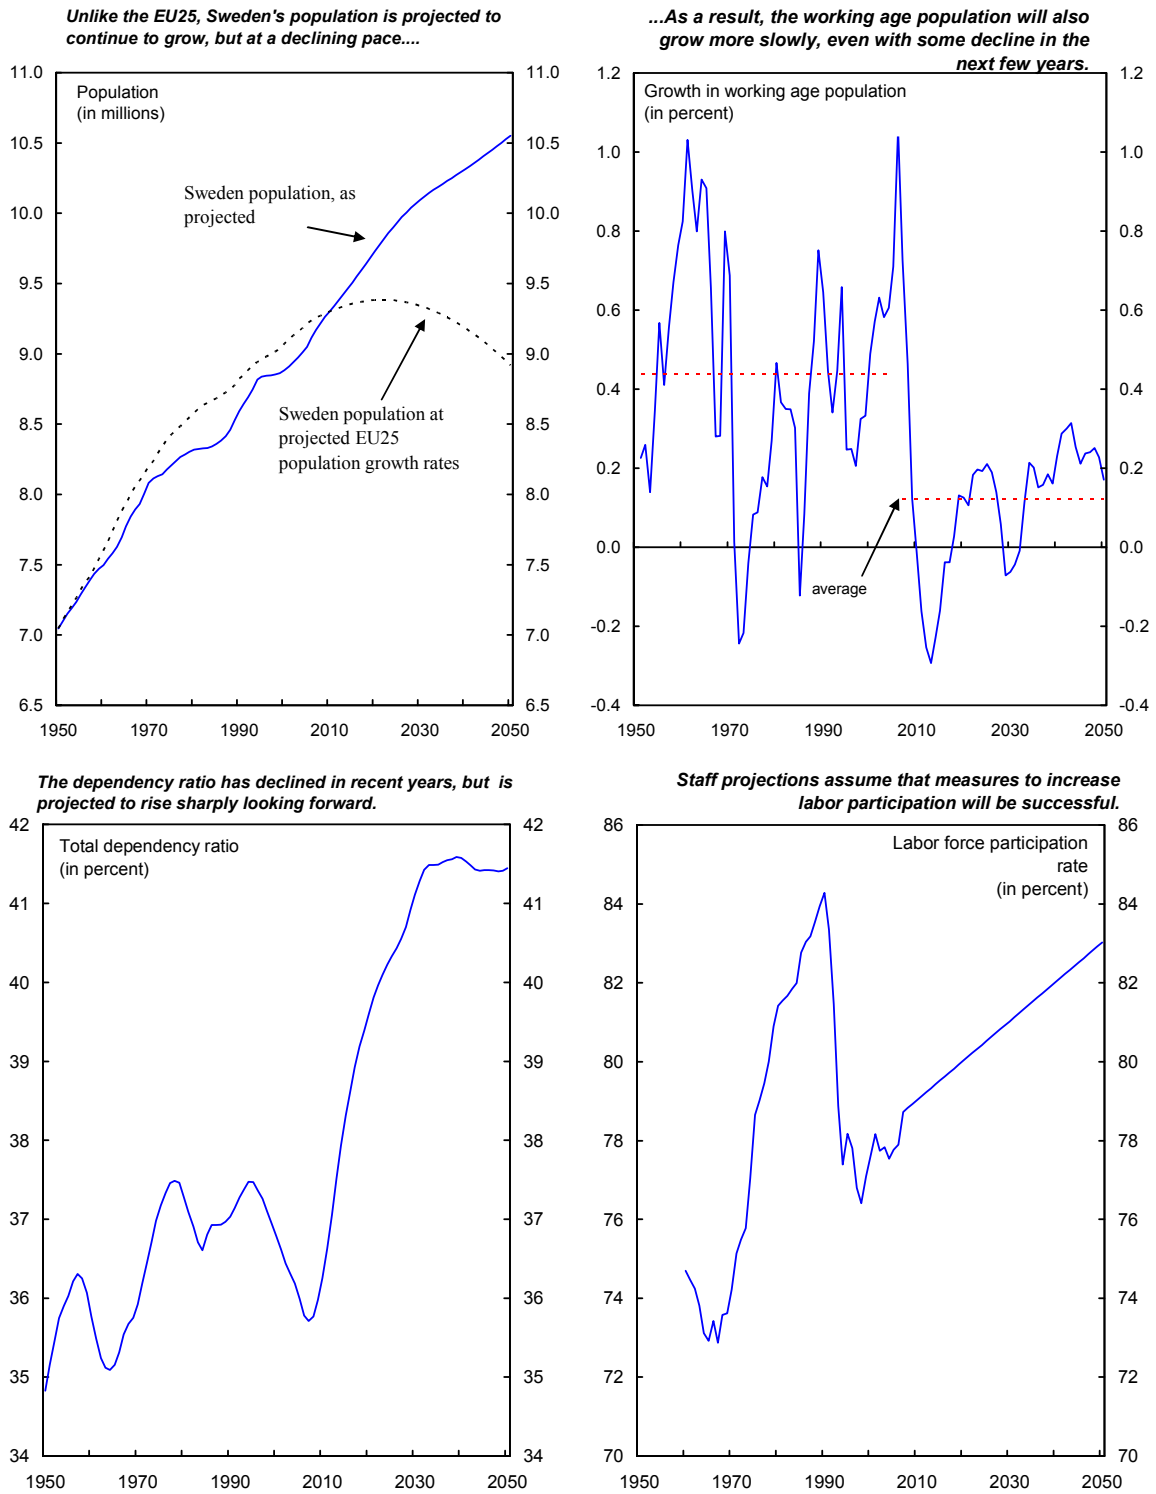 Unlike the EU25, Sweden's population is projected to
continue to grow, but at a declining pace....
11.0
10.5
10.0
9.5
9.0
8.5
8.0
7.5
7.0
6.5
Population
(in millions)
Sweden population, as
projected
Sweden population at
projected EU25
population growth rates
11.0
10.5
10.0
9.5
9.0
8.5
8.0
7.5
7.0
6.5
1950 1970 1990 2010 2030 2050
...As a result, the working age population will also
grow more slowly, even with some decline in the
next few years.
1.2
1.0
0.8
0.6
0.4
0.2
0.0
-0.2
-0.4
Growth in working age population
(in percent)
average
1.2
1.0
0.8
0.6
0.4
0.2
0.0
-0.2
-0.4
1950 1970 1990 2010 2030 2050
The dependency ratio has declined in recent years, but is
projected to rise sharply looking forward.
42
41
40
39
38
37
36
35
34
Total dependency ratio
(in percent)
42
41
40
39
38
37
36
35
34
1950 1970 1990 2010 2030 2050
Staff projections assume that measures to increase
labor participation will be successful.
86
84
82
80
78
76
74
72
70
Labor force participation
rate
(in percent)
86
84
82
80
78
76
74
72
70
1950 1970 1990 2010 2030 2050